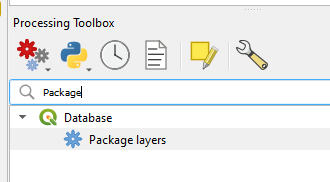 Processing Toolbox
Package
Database
Package layers